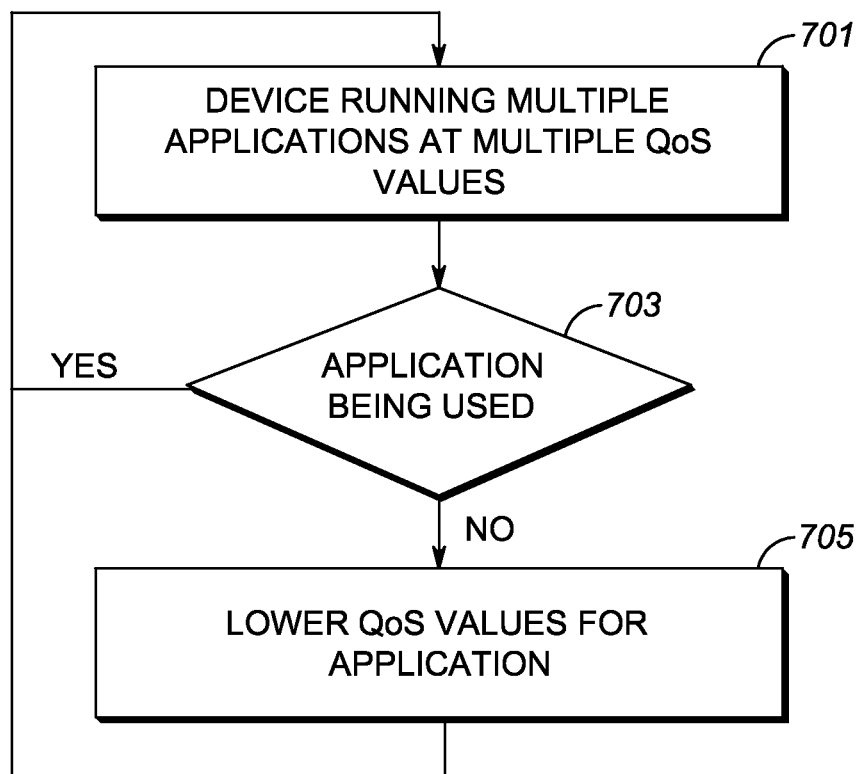 701
DEVICE RUNNING MULTIPLE
APPLICATIONS AT MULTIPLE QoS
VALUES
703
YES
APPLICATION
BEING USED
NO
705
LOWER QoS VALUES FOR
APPLICATION